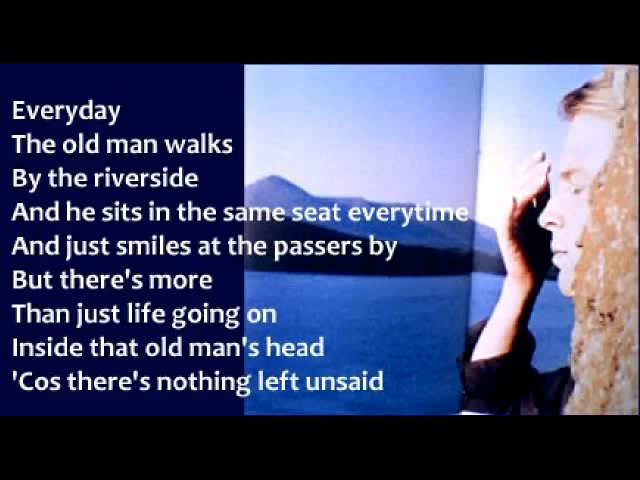 Everyday
The old man walks
By the riverside
And he sits in the same seat everytime
And just smiles at the passers by
But there's more
Than just life going on
Inside that old man's head
'Cos there's nothing left unsaid